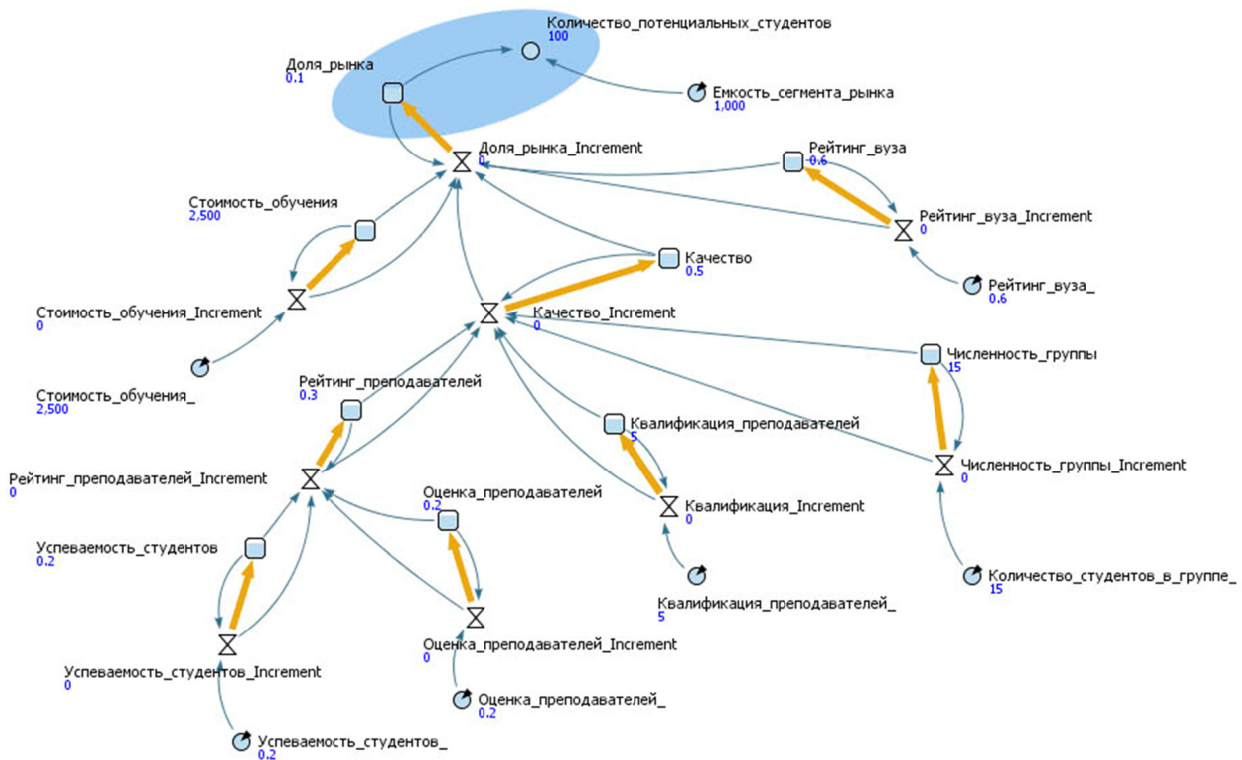 Количество_потенциальных_студентов
100
Доля_рынка
0.1
Емкость_сегмента_рынка
1,000
Доля_рынка_Increment
0
Рейтинг_вуза
0.6
Стоимость_обучения
2,500
Рейтинг_вуза_Increment
0
Качество
0.5
Рейтинг_вуза_
0.6
Стоимость_обучения_Increment
0
Качество_Increment
0
Численность_группы
15
Стоимость_обучения_
2,500
Рейтинг_преподавателей
0.3
Квалификация_преподавателей
5
Рейтинг_преподавателей_Increment
0
Численность_группы_Increment
0
Оценка_преподавателей
0.2
Квалификация_Increment
0
Успеваемость_студентов
0.2
Количество_студентов_в_группе_
15
Квалификация_преподавателей_
5
Оценка_преподавателей_Increment
0
Успеваемость_студентов_Increment
0
Оценка_преподавателей_
0.2
Успеваемость_студентов_
0.2